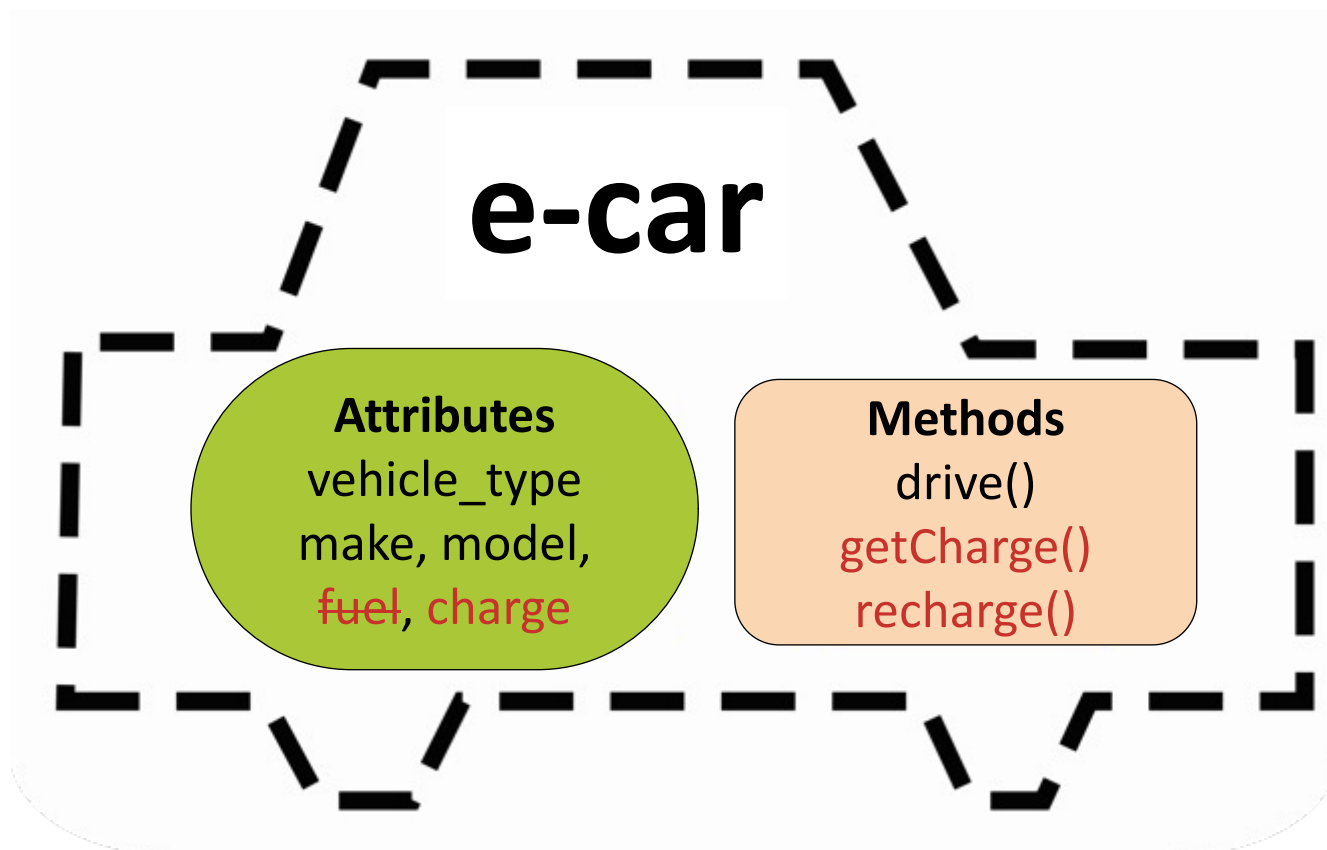 e-car
Attributes
vehicle_type
make, model,
fuel, charge
Methods
drive()
getCharge()
recharge()